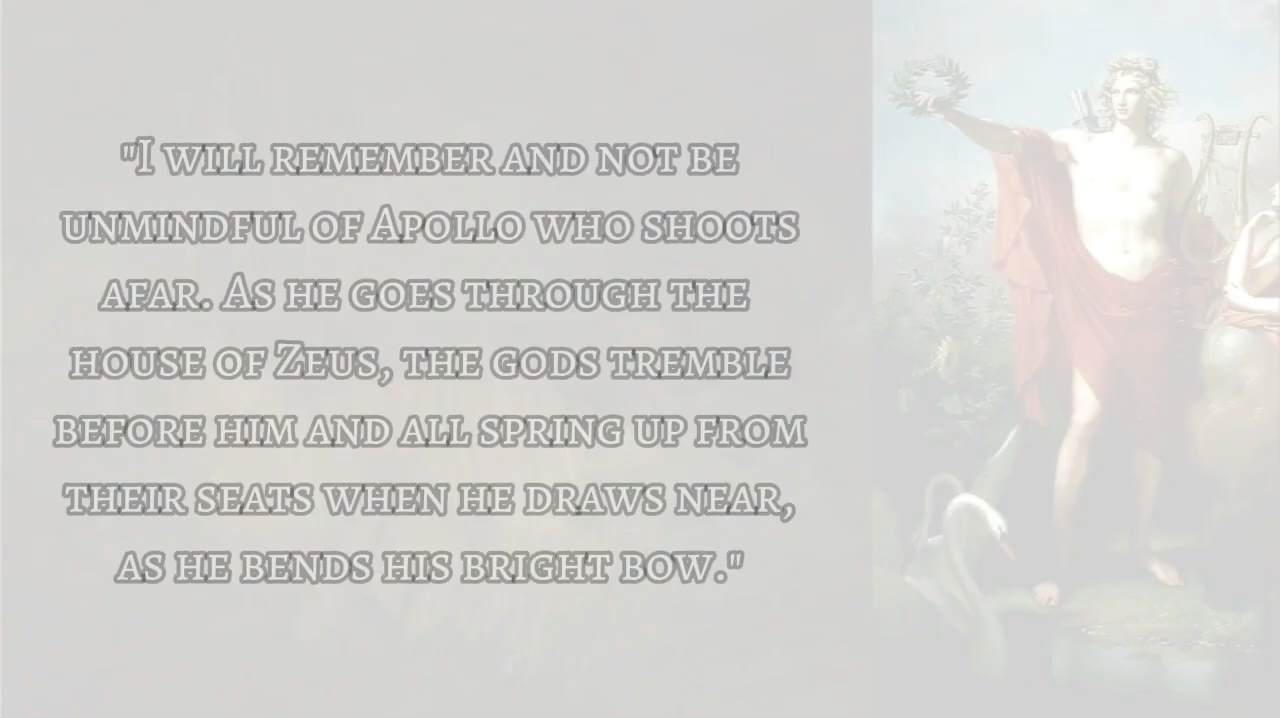 "I will remember and not be
unmindful of Apollo who shoots
afar. As he goes through the
house of Zeus, the gods tremble
before him and all spring up from
their seats when he draws near,
as he bends his bright bow."